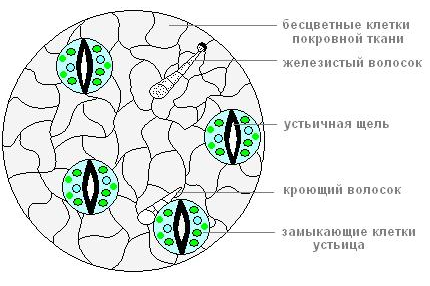 бесцветные клетки
покровной ткани
железистый волосок
устьичная щель
кроющий волосок
замыкающие клетки
устьица